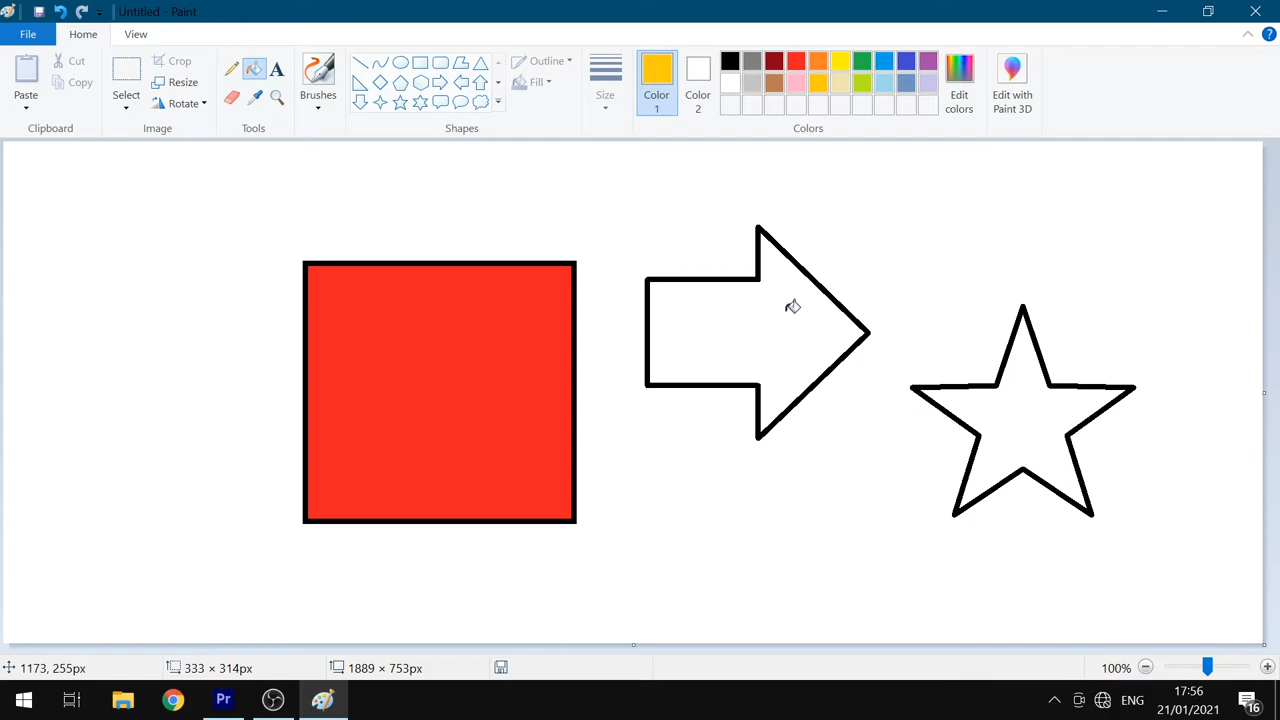 Untitled - Paint
File Home View
Paste
Cut
Copy
Clipboard
Select
Crop
Resize
Rotate
Image
A
Tools
Brushes
Outline
Fill
Shapes
Size
Color
1
Color
2
Edit
colors
Colors
Edit with
Paint 3D
1173, 255px
333 × 314px
1889 × 753px
100%
Pr
ENG
17:56
21/01/2021
16